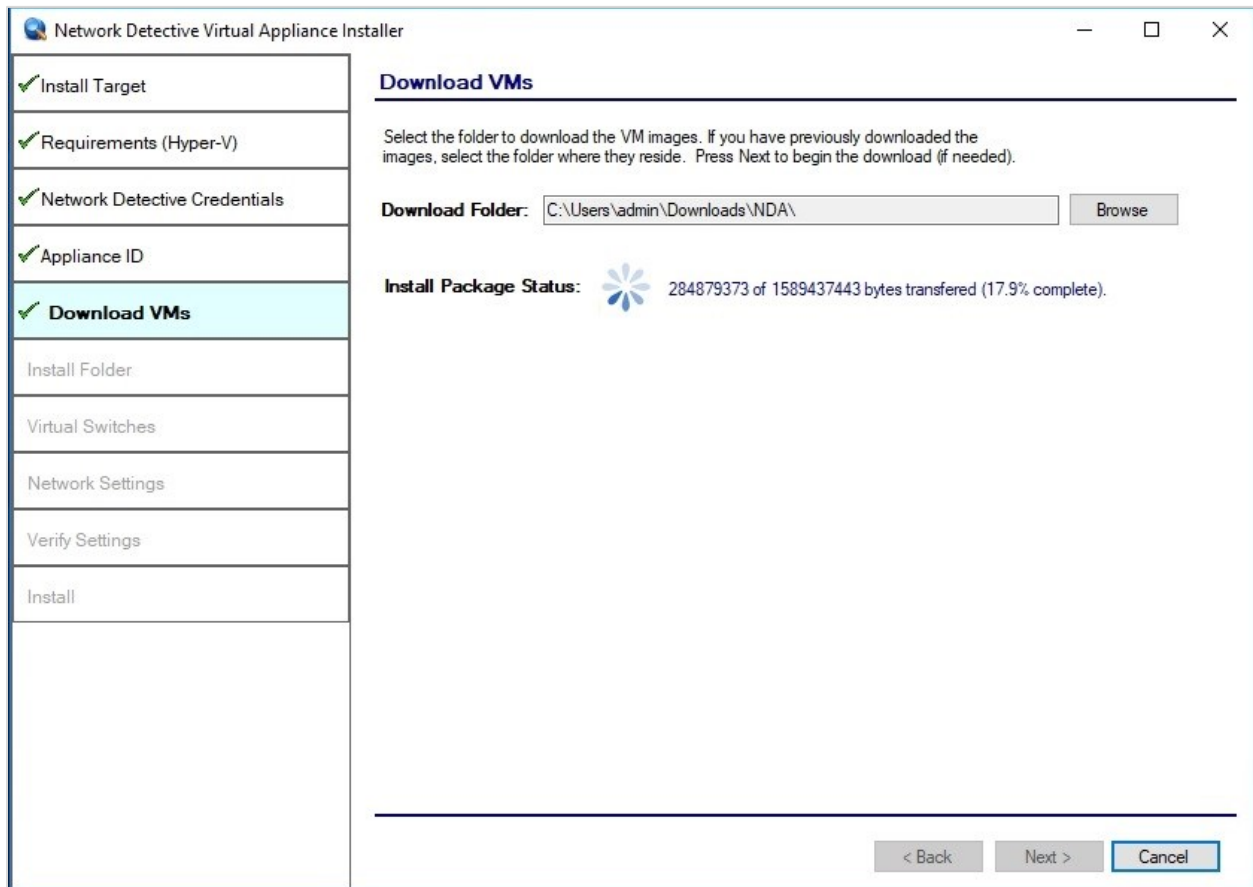 Network Detective Virtual Appliance Installer
Install Target
Requirements (Hyper-V)
Network Detective Credentials
Appliance ID
Download VMs
Install Folder
Virtual Switches
Network Settings
Verify Settings
Install
Download VMs
Select the folder to download the VM images. If you have previously downloaded the
images, select the folder where they reside. Press Next to begin the download (if needed).
Download Folder: C:\Users\admin\Downloads\NDA\ Browse
Install Package Status: 284879373 of 1589437443 bytes transfered (17.9% complete).
< Back Next > Cancel